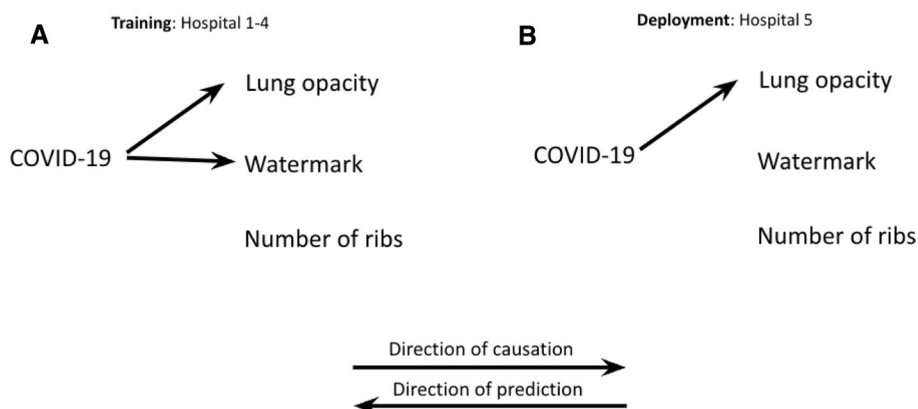 A
Training: Hospital 1-4
Lung opacity
COVID-19
Watermark
Number of ribs
B
Deployment: Hospital 5
Lung opacity
COVID-19
Watermark
Number of ribs
Direction of causation
Direction of prediction